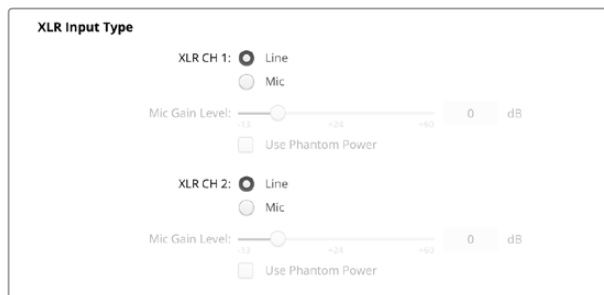 XLR Input Type
XLR CH 1: Line
Mic
Mic Gain Level: 0 dB
-13 +24 +60
Use Phantom Power
XLR CH 2: Line
Mic
Mic Gain Level: 0 dB
-13 +24 +60
Use Phantom Power